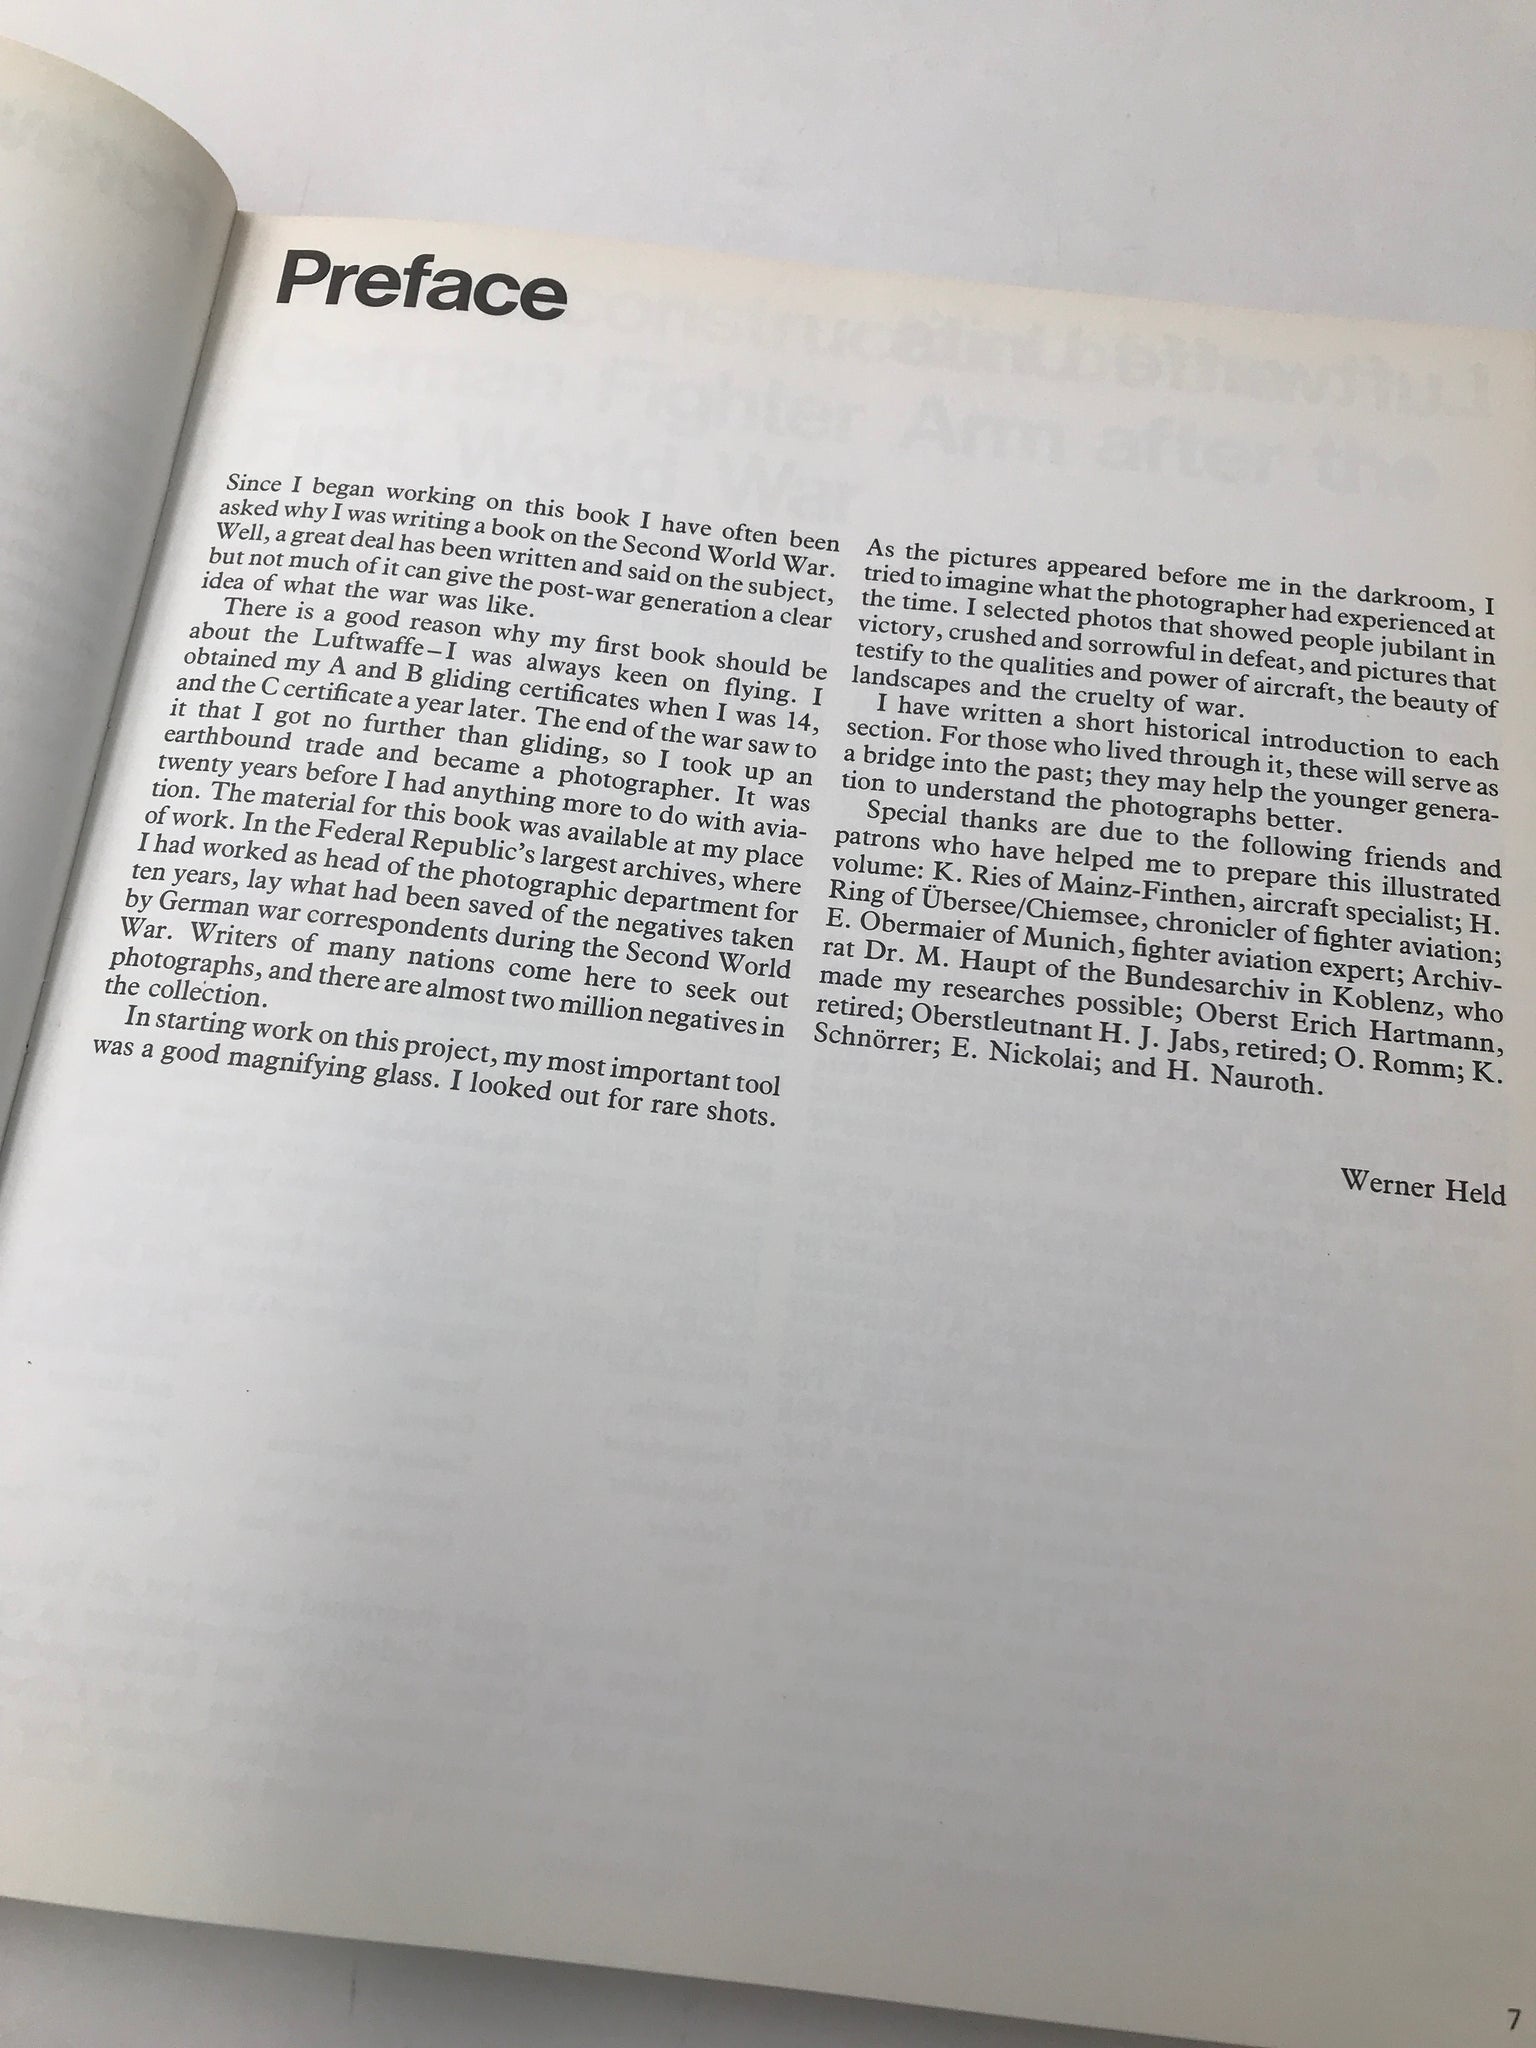 Preface
Since I began working on this book I have often been
asked why I was writing a book on the Second World War.
Well, a great deal has been written and said on the subject,
but not much of it can give the post-war generation a clear
idea of what the war was like.
There is a good reason why my first book should be
about the Luftwaffe–I was always keen on flying. I
obtained my A and B gliding certificates when I was 14,
and the C certificate a year later. The end of the war saw to
it that I got no further than gliding, so I took up an
earthbound trade and became a photographer. It was
twenty years before I had anything more to do with avia-
tion. The material for this book was available at my place
of work. In the Federal Republic's largest archives, where
I had worked as head of the photographic department for
ten years, lay what had been saved of the negatives taken
by German war correspondents during the Second World
War. Writers of many nations come here to seek out
photographs, and there are almost two million negatives in
the collection.
In starting work on this project, my most important tool
was a good magnifying glass. I looked out for rare shots.
As the pictures appeared before me in the darkroom, I
tried to imagine what the photographer had experienced at
the time. I selected photos that showed people jubilant in
victory, crushed and sorrowful in defeat, and pictures that
testify to the qualities and power of aircraft, the beauty of
landscapes and the cruelty of war.
I have written a short historical introduction to each
section. For those who lived through it, these will serve as
a bridge into the past; they may help the younger genera-
tion to understand the photographs better.
Special thanks are due to the following friends and
patrons who have helped me to prepare this illustrated
volume: K. Ries of Mainz-Finthen, aircraft specialist; H.
Ring of Übersee/Chiemsee, chronicler of fighter aviation;
E. Obermaier of Munich, fighter aviation expert; Archiv-
rat Dr. M. Haupt of the Bundesarchiv in Koblenz, who
made my researches possible; Oberst Erich Hartmann,
retired; Oberstleutnant H. J. Jabs, retired; O. Romm; K.
Schnörrer; E. Nickolai; and H. Nauroth.
Werner Held
7